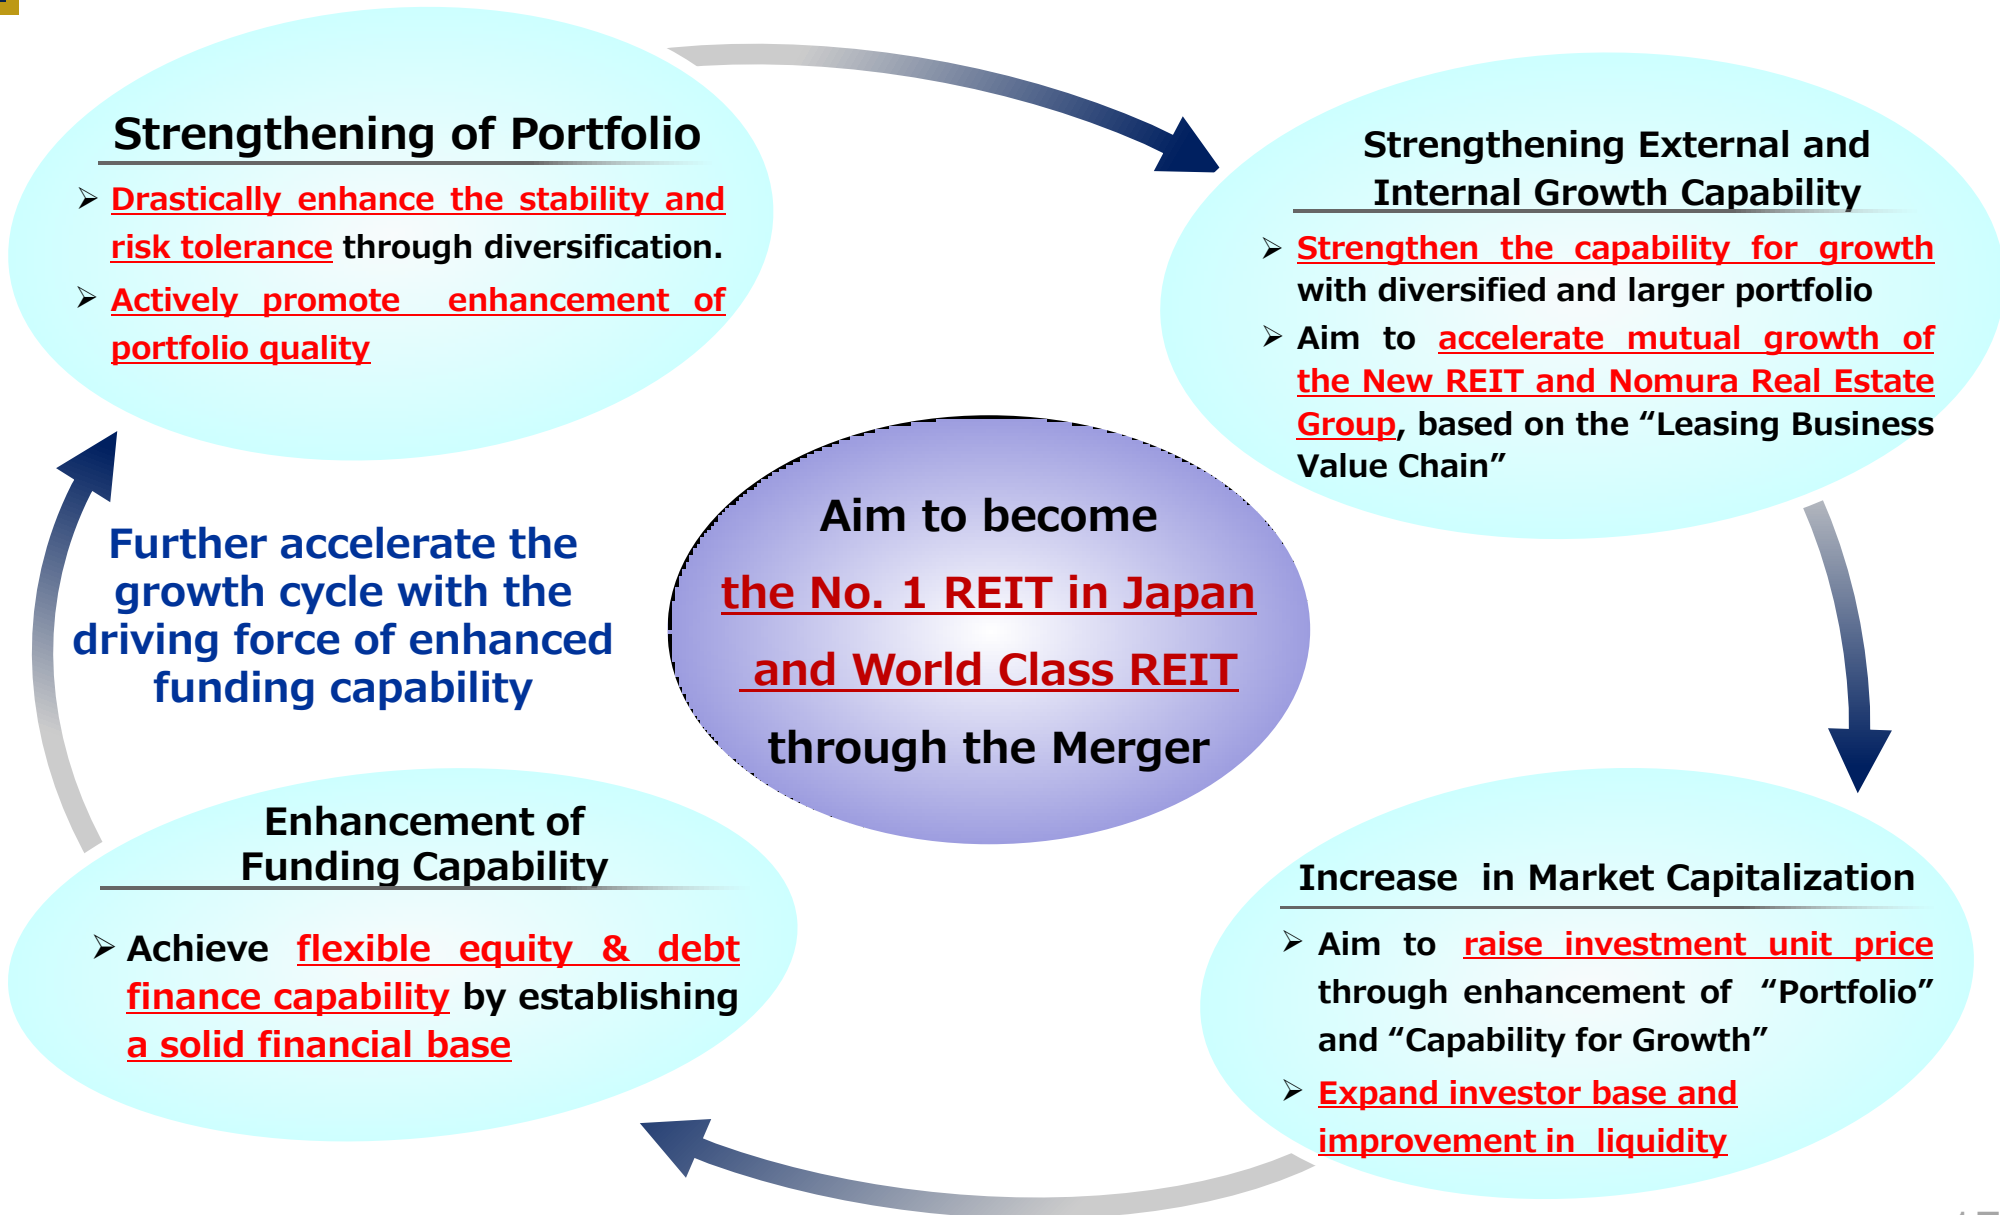 Strengthening of Portfolio
➢ Drastically enhance the stability and
risk tolerance through diversification.
➢ Actively promote enhancement of
portfolio quality
Strengthening External and
Internal Growth Capability
➢ Strengthen the capability for growth
with diversified and larger portfolio
➢ Aim to accelerate mutual growth of
the New REIT and Nomura Real Estate
Group, based on the “Leasing Business
Value Chain”
Further accelerate the
growth cycle with the
driving force of enhanced
funding capability
Aim to become
the No. 1 REIT in Japan
and World Class REIT
through the Merger
Enhancement of
Funding Capability
➢ Achieve flexible equity & debt
finance capability by establishing
a solid financial base
Increase in Market Capitalization
➢ Aim to raise investment unit price
through enhancement of “Portfolio”
and “Capability for Growth”
➢ Expand investor base and
improvement in liquidity